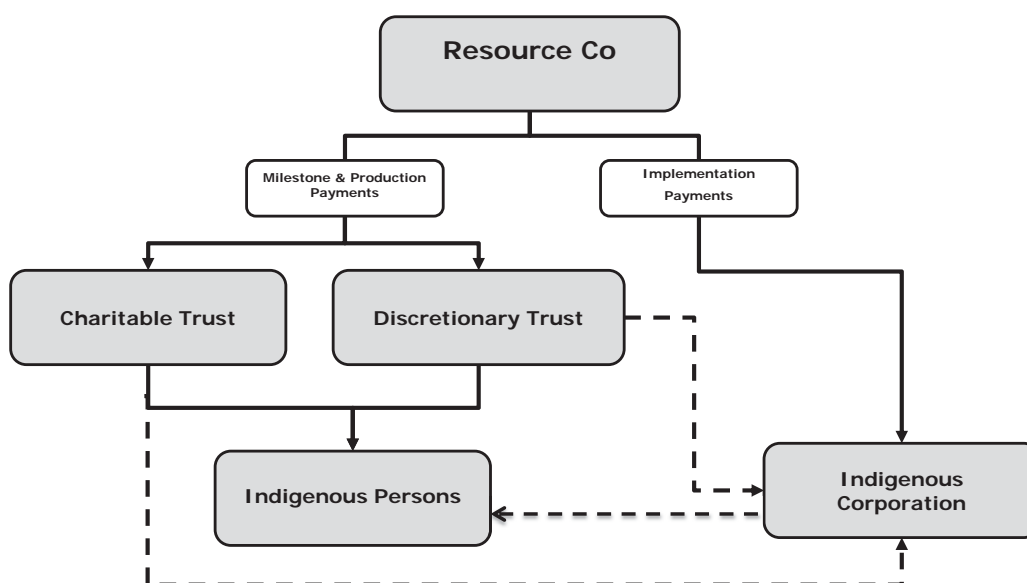 Resource Co
Milestone & Production
Payments
Implementation
Payments
Charitable Trust
Discretionary Trust
Indigenous Persons
Indigenous
Corporation